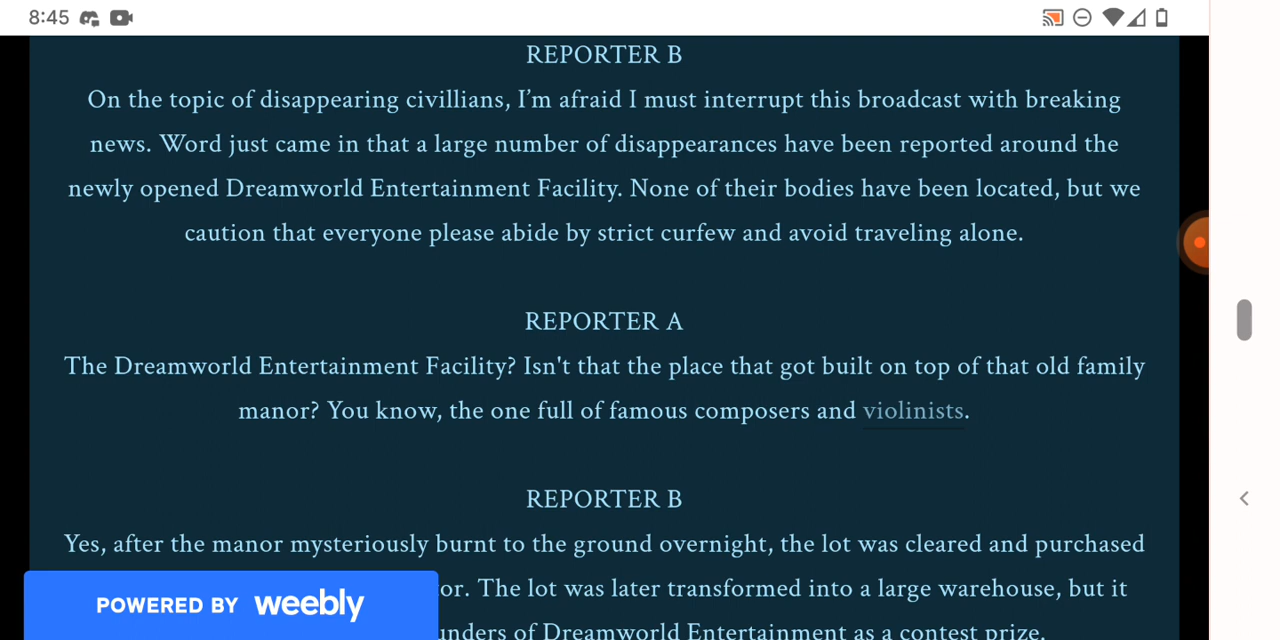 8:45
REPORTER B
On the topic of disappearing civillians, I'm afraid I must interrupt this broadcast with breaking
news. Word just came in that a large number of disappearances have been reported around the
newly opened Dreamworld Entertainment Facility. None of their bodies have been located, but we
caution that everyone please abide by strict curfew and avoid traveling alone.
REPORTER A
The Dreamworld Entertainment Facility? Isn't that the place that got built on top of that old family
manor? You know, the one full of famous composers and violinists.
REPORTER B
Yes, after the manor mysteriously burnt to the ground overnight, the lot was cleared and purchased
or. The lot was later transformed into a large warehouse, but it
unders of Dreamworld Entertainment as a contest prize.
POWERED BY weebly